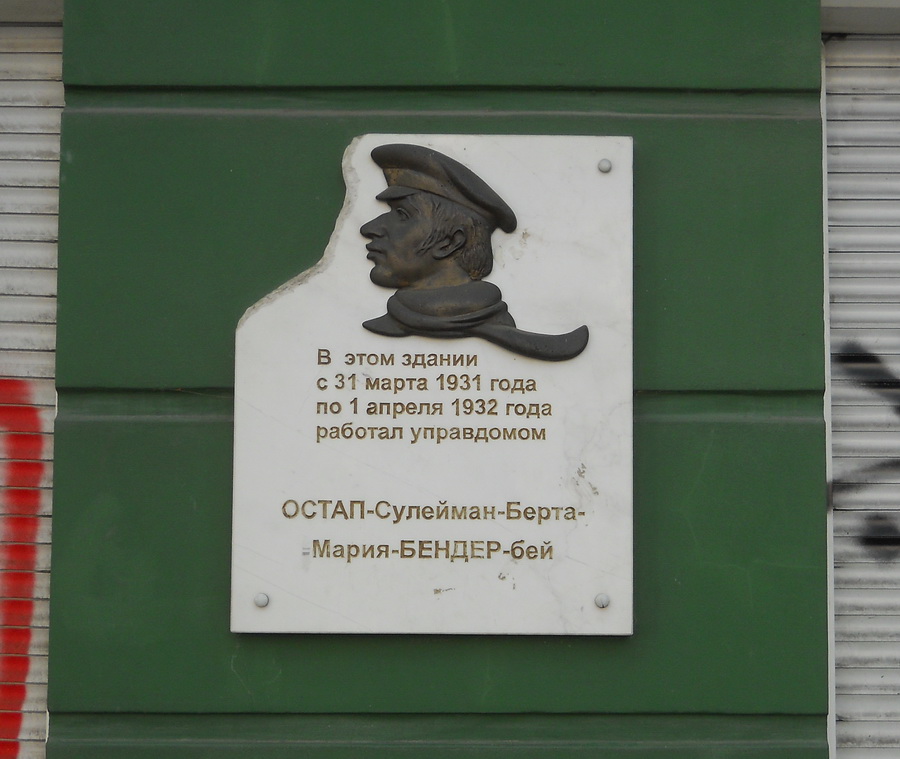 В этом здании
с 31 марта 1931 года
по 1 апреля 1932 года
работал управдомом
ОСТАП-Сулейман-Берта-
-Мария-БЕНДЕР-бей